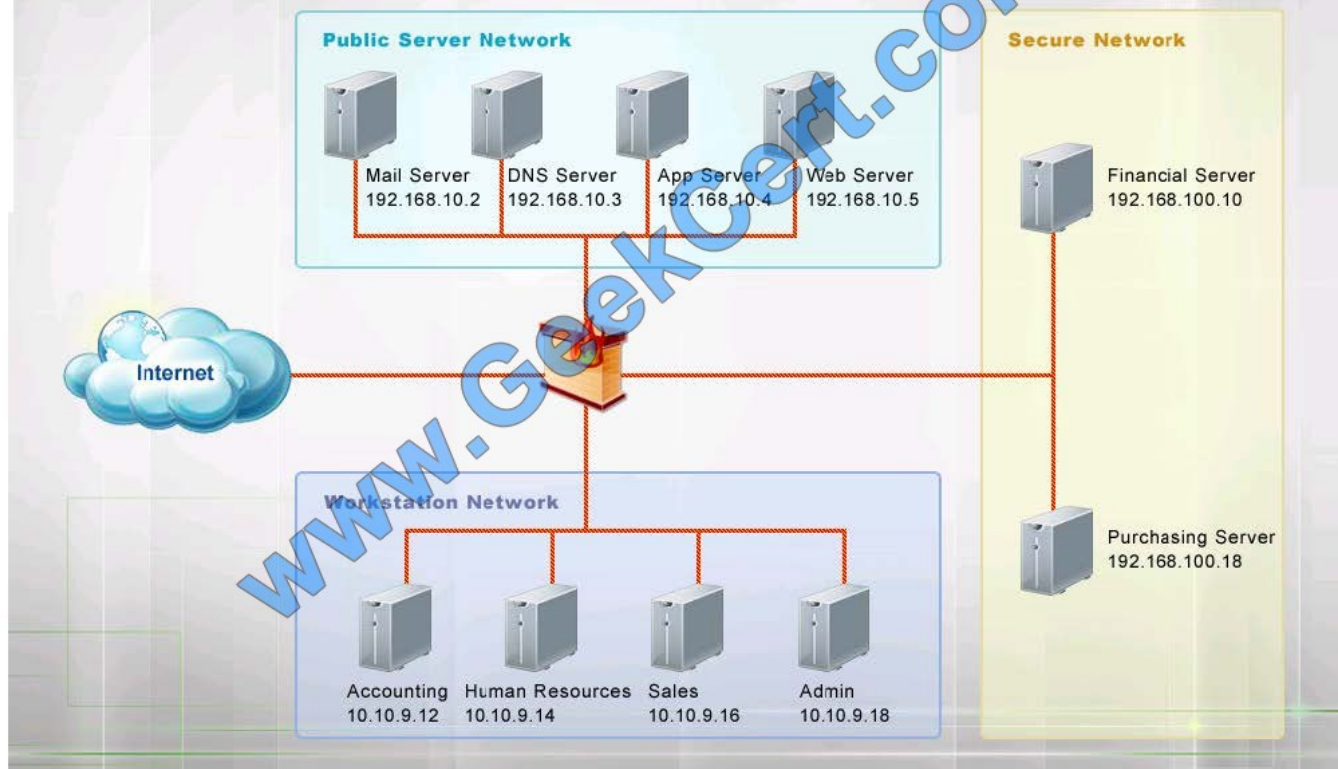 Public Server Network
Mail Server
192.168.10.2
DNS Server
192.168.10.3
App Server
192.168.10.4
Web Server
192.168.10.5
Secure Network
Financial Server
192.168.100.10
Purchasing Server
192.168.100.18
Internet
Workstation Network
Accounting
10.10.9.12
Human Resources
10.10.9.14
Sales
10.10.9.16
Admin
10.10.9.18
www.GeekCert.com